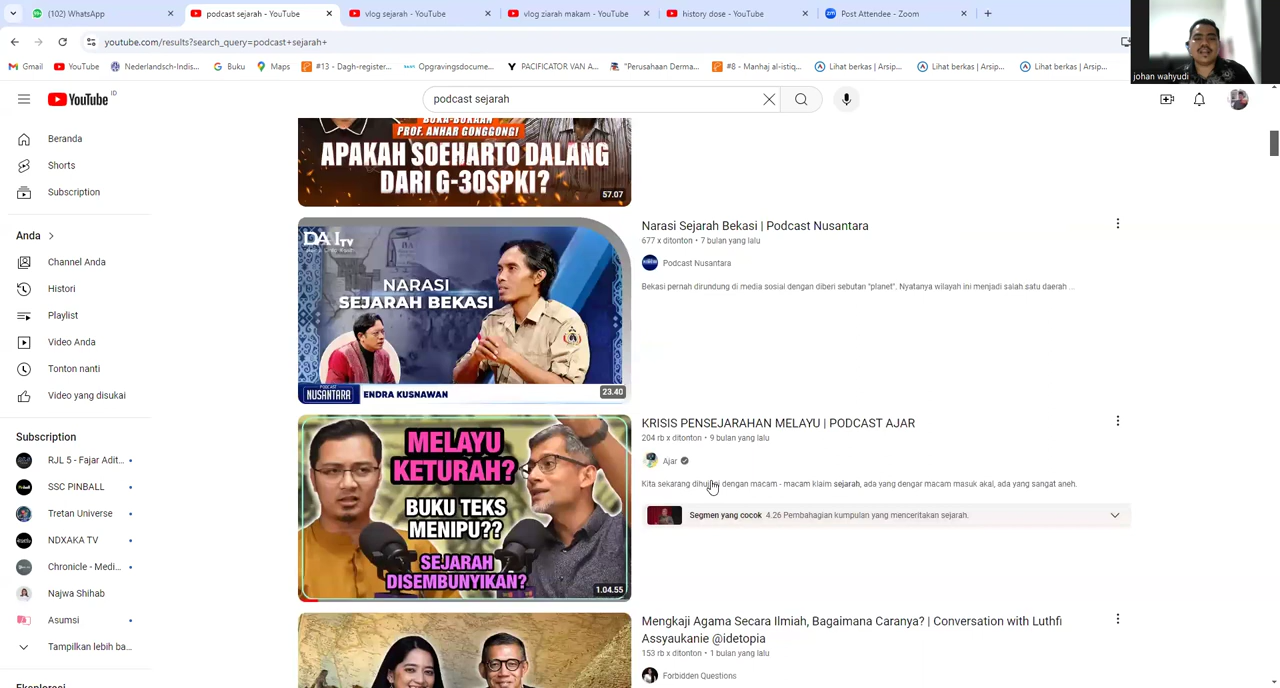 (102) WhatsApp
podcast sejarah - YouTube
vlog sejarah - YouTube
vlog ziarah makam - YouTube
history dose - YouTube
Post Attendee - Zoom
youtube.com/results?search_query=podcast+sejarah+
johan wahyudi
Gmail
YouTube
Nederlandsch-Indis...
Buku
Maps
#13 - Dagh-register...
Opgravingsdocume...
PACIFICATOR VAN A...
"Perusahaan Derma...
#8 - Manhaj al-istiq...
Lihat berkas | Arsip...
Lihat berkas | Arsip...
Lihat berkas | Arsip...
YouTube ID
podcast sejarah
Beranda
Shorts
Subscription
Anda
Channel Anda
Histori
Playlist
Video Anda
Tonton nanti
Video yang disukai
Subscription
RJL 5 - Fajar Adit...
SSC PINBALL
Tretan Universe
NDXAKA TV
Chronicle - Medi...
Najwa Shihab
Asumsi
Tampilkan lebih ba...
BUKA-BUKAAN
PROF. ANHAR GONGGONG!
APAKAH SOEHARTO DALANG
DARI G-30SPKI?
57.07
DAI TV
NARASI
SEJARAH BEKASI
PODCAST
NUSANTARA
ENDRA KUSNAWAN
23.40
Narasi Sejarah Bekasi | Podcast Nusantara
677 x ditonton • 7 bulan yang lalu
Podcast Nusantara
Bekasi pernah dirundung di media sosial dengan diberi sebutan "planet". Nyatanya wilayah ini menjadi salah satu daerah ...
MELAYU
KETURAH?
BUKU TEKS
MENIPU??
SEJARAH
DISEMBUNYIKAN?
1.04.55
KRISIS PENSEJARAHAN MELAYU | PODCAST AJAR
204 rb x ditonton • 9 bulan yang lalu
Ajar
Kita sekarang dihujani dengan macam - macam klaim sejarah, ada yang dengar macam masuk akal, ada yang sangat aneh.
Segmen yang cocok 4.26 Pembahagian kumpulan yang menceritakan sejarah.
Mengkaji Agama Secara Ilmiah, Bagaimana Caranya? | Conversation with Luthfi
Assyaukanie @idetopia
153 rb x ditonton • 1 bulan yang lalu
Forbidden Questions